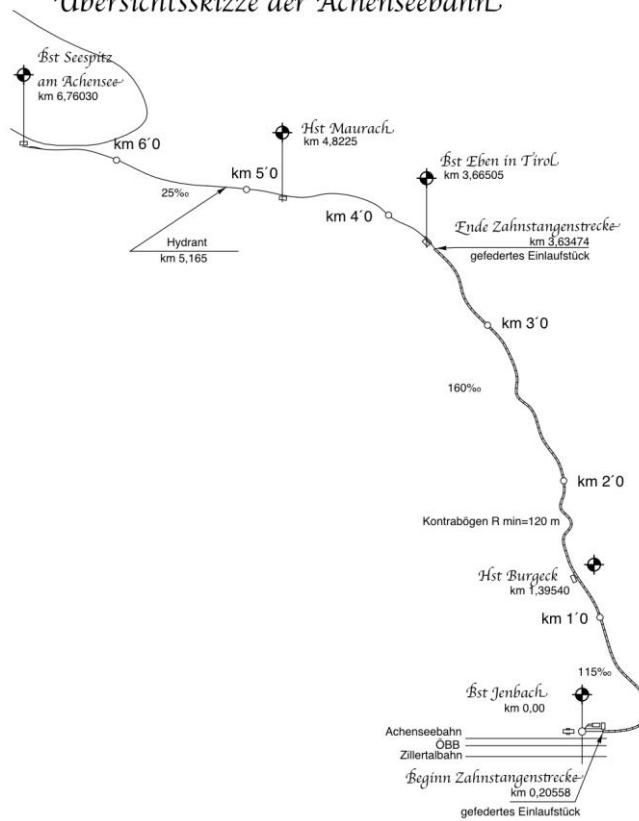 Übersichtsskizze der Achenseebahn
Bst Seespitz
am Achensee
km 6,76030
km 6´0
Hst Maurach
km 4,8225
km 5´0
25‰
Bst Eben in Tirol
km 3,66505
km 4´0
Hydrant
km 5,165
Ende Zahnstangenstrecke
km 3,63474
gefedertes Einlaufstück
km 3´0
160‰
km 2´0
Kontrabögen R min=120 m
Hst Burgeck
km 1,39540
km 1´0
115‰
Bst Jenbach
km 0,00
Achenseebahn
ÖBB
Zillertalbahn
Beginn Zahnstangenstrecke
km 0,20558
gefedertes Einlaufstück